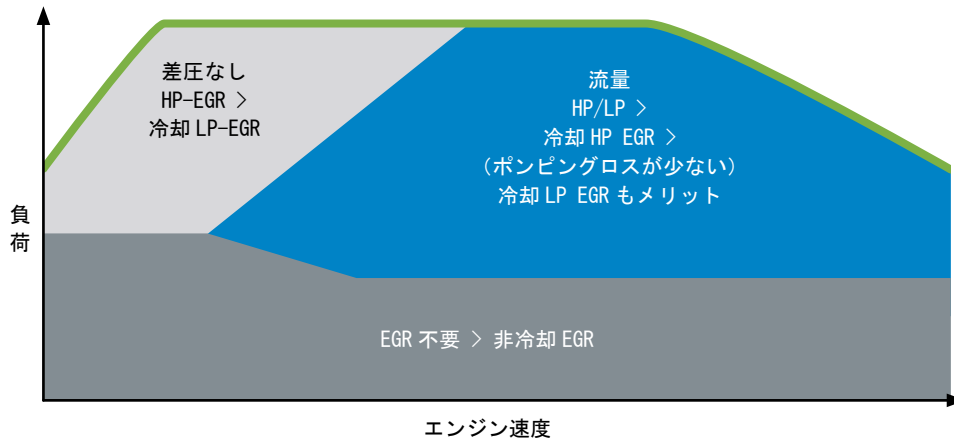 差圧なし
HP-EGR >
冷却 LP-EGR
流量
HP/LP >
冷却 HP EGR >
(ポンピングロスが少ない)
冷却 LP EGR もメリット
負荷
EGR 不要 > 非冷却 EGR
エンジン速度